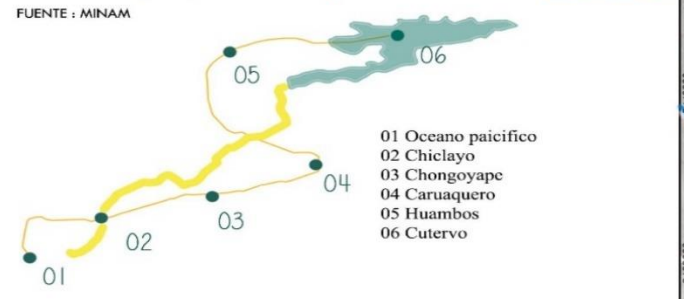 FUENTE : MINAM
06
05
04
03
02
01
01 Oceano paicifico
02 Chiclayo
03 Chongoyape
04 Caruaquero
05 Huambos
06 Cutervo